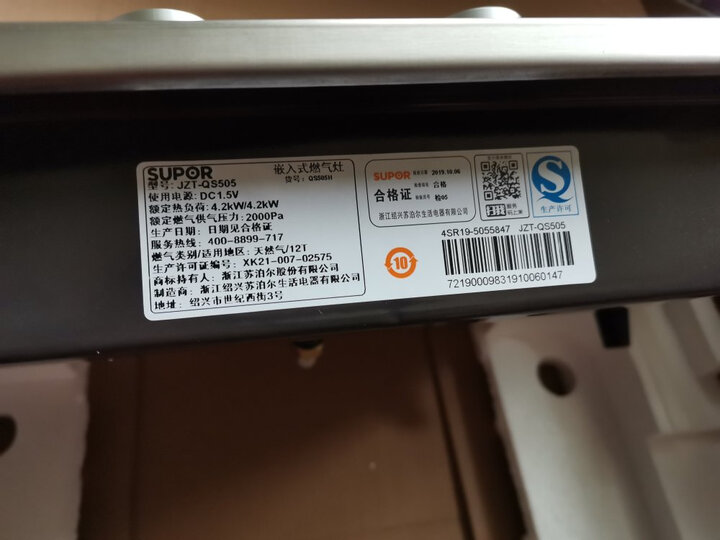 SUPOR
嵌入式燃气灶
型号: JZT-QS505
货号: QS505H
使用电源: DC1.5V
额定热负荷: 4.2kW/4.2kW
额定燃气供气压力: 2000Pa
生产日期: 日期见合格证
服务热线: 400-8899-717
燃气类别/适用地区: 天然气/12T
生产许可证编号: XK21-007-02575
商标持有人: 浙江苏泊尔股份有限公司
制造商: 浙江绍兴苏泊尔生活电器有限公司
地址: 绍兴市世纪西街3号
SUPOR
合格证
2019.10.06
合格
检05
浙江绍兴苏泊尔生活电器有限公司
10
服务
码上来
生产许可
4SR19-5055847 JZT-QS505
72190009831910060147